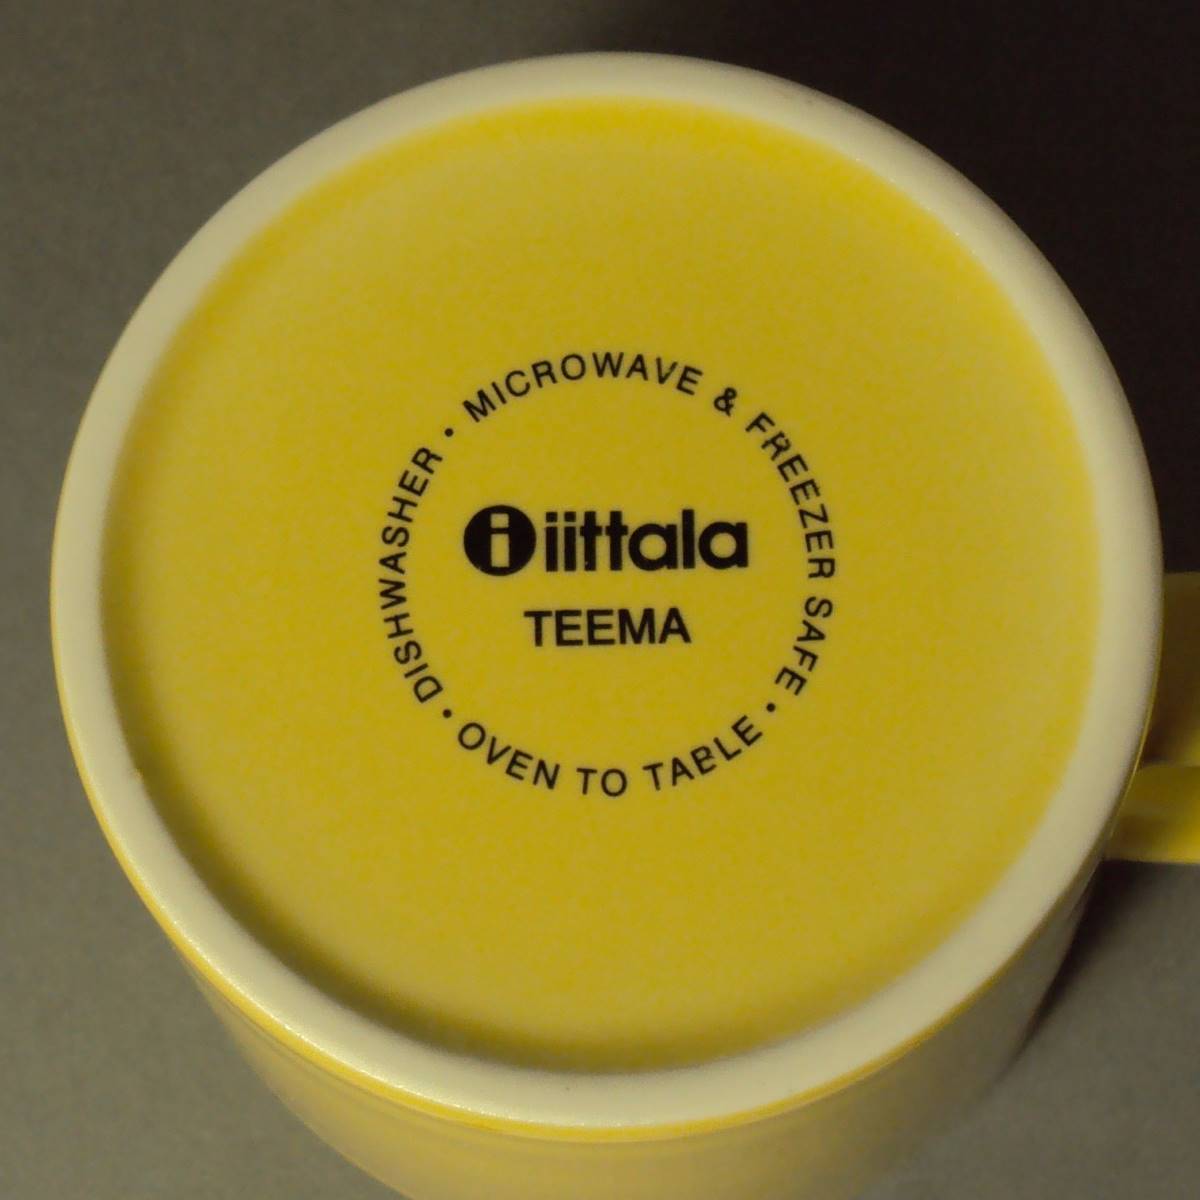 iittala
TEEMA
DISHWASHER • MICROWAVE & FREEZER SAFE • OVEN TO TABLE •